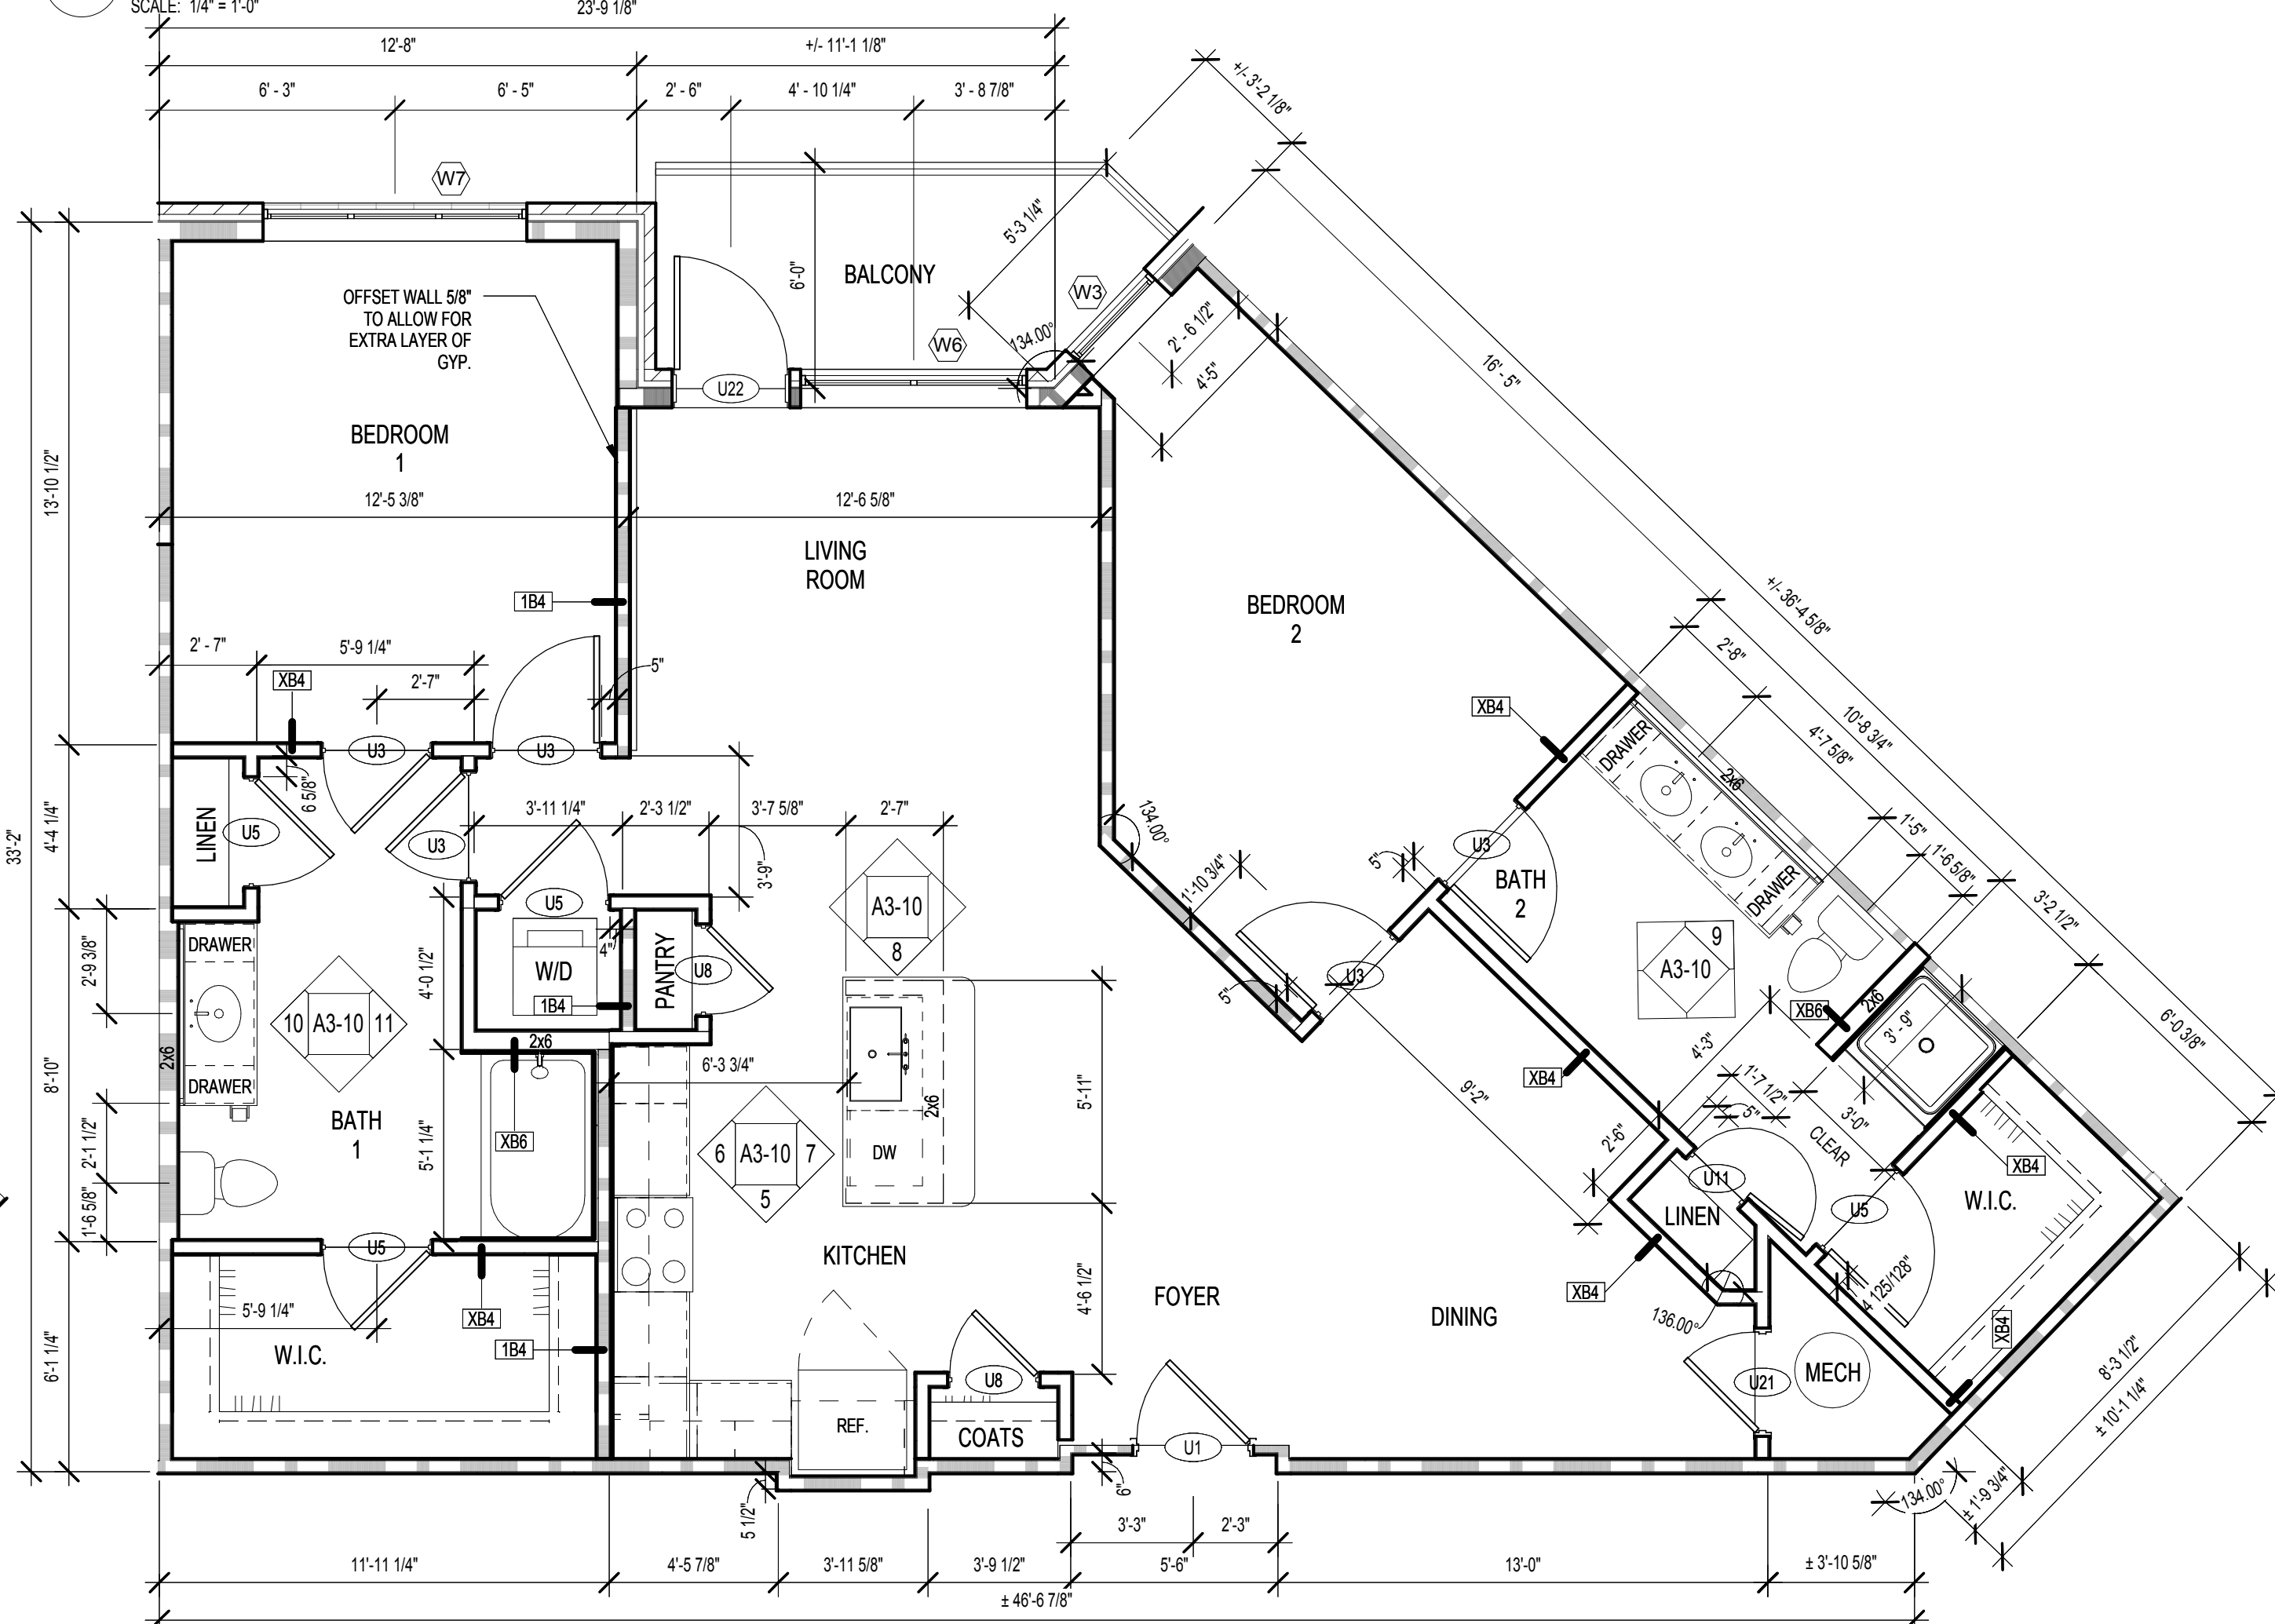 SCALE: 1/4" = 1'-0"
23'-9 1/8"
12'-8"
+/- 11'-1 1/8"
6' - 3"
6' - 5"
2' - 6"
4' - 10 1/4"
3' - 8 7/8"
+/- 3'-2 1/8"
W7
5'-3 1/4"
6'-0"
BALCONY
W3
OFFSET WALL 5/8"
TO ALLOW FOR
EXTRA LAYER OF
GYP.
W6
134.00°
2' - 6 1/2"
4'-5"
16' - 5"
U22
BEDROOM
1
13'-10 1/2"
12'-5 3/8"
12'-6 5/8"
LIVING
ROOM
1B4
BEDROOM
2
+/- 36'-4 5/8"
2' - 7"
5'-9 1/4"
5"
2'-7"
XB4
2'-8"
XB4
10'-8 3/4"
4'-7 5/8"
DRAWER
2x6
U3
U3
6 5/8"
33'-2"
4'-4 1/4"
LINEN
U5
U3
3'-11 1/4"
2'-3 1/2"
3'-7 5/8"
2'-7"
3'-9"
134.00°
U3
5"
1'-5"
1'-6 5/8"
1'-10 3/4"
BATH
2
DRAWER
3'-2 1/2"
A3-10
8
U5
DRAWER
2'-9 3/8"
4'-0 1/2"
4"
W/D
PANTRY
U8
1B4
U3
5"
9
A3-10
XB6
2x6
3' - 9"
6'-0 3/8"
10
A3-10
11
2x6
2x6
DRAWER
8'-10"
6'-3 3/4"
5'-11"
2x6
4'-3"
XB4
9'-2"
1'-7 1/2"
5"
3'-0"
CLEAR
BATH
1
2'-1 1/2"
5'-1 1/4"
XB6
6
A3-10
7
5
DW
2'-6"
XB4
U11
1'-6 5/8"
U5
LINEN
U5
W.I.C.
KITCHEN
FOYER
DINING
XB4
4 125/128"
136.00°
XB4
5'-9 1/4"
XB4
1B4
W.I.C.
6'-1 1/4"
4'-6 1/2"
U8
U21
MECH
8'-3 1/2"
± 10'-1 1/4"
REF.
COATS
U1
6"
5 1/2"
134.00°
± 1'-9 3/4"
3'-3"
2'-3"
11'-11 1/4"
4'-5 7/8"
3'-11 5/8"
3'-9 1/2"
5'-6"
13'-0"
± 3'-10 5/8"
± 46'-6 7/8"